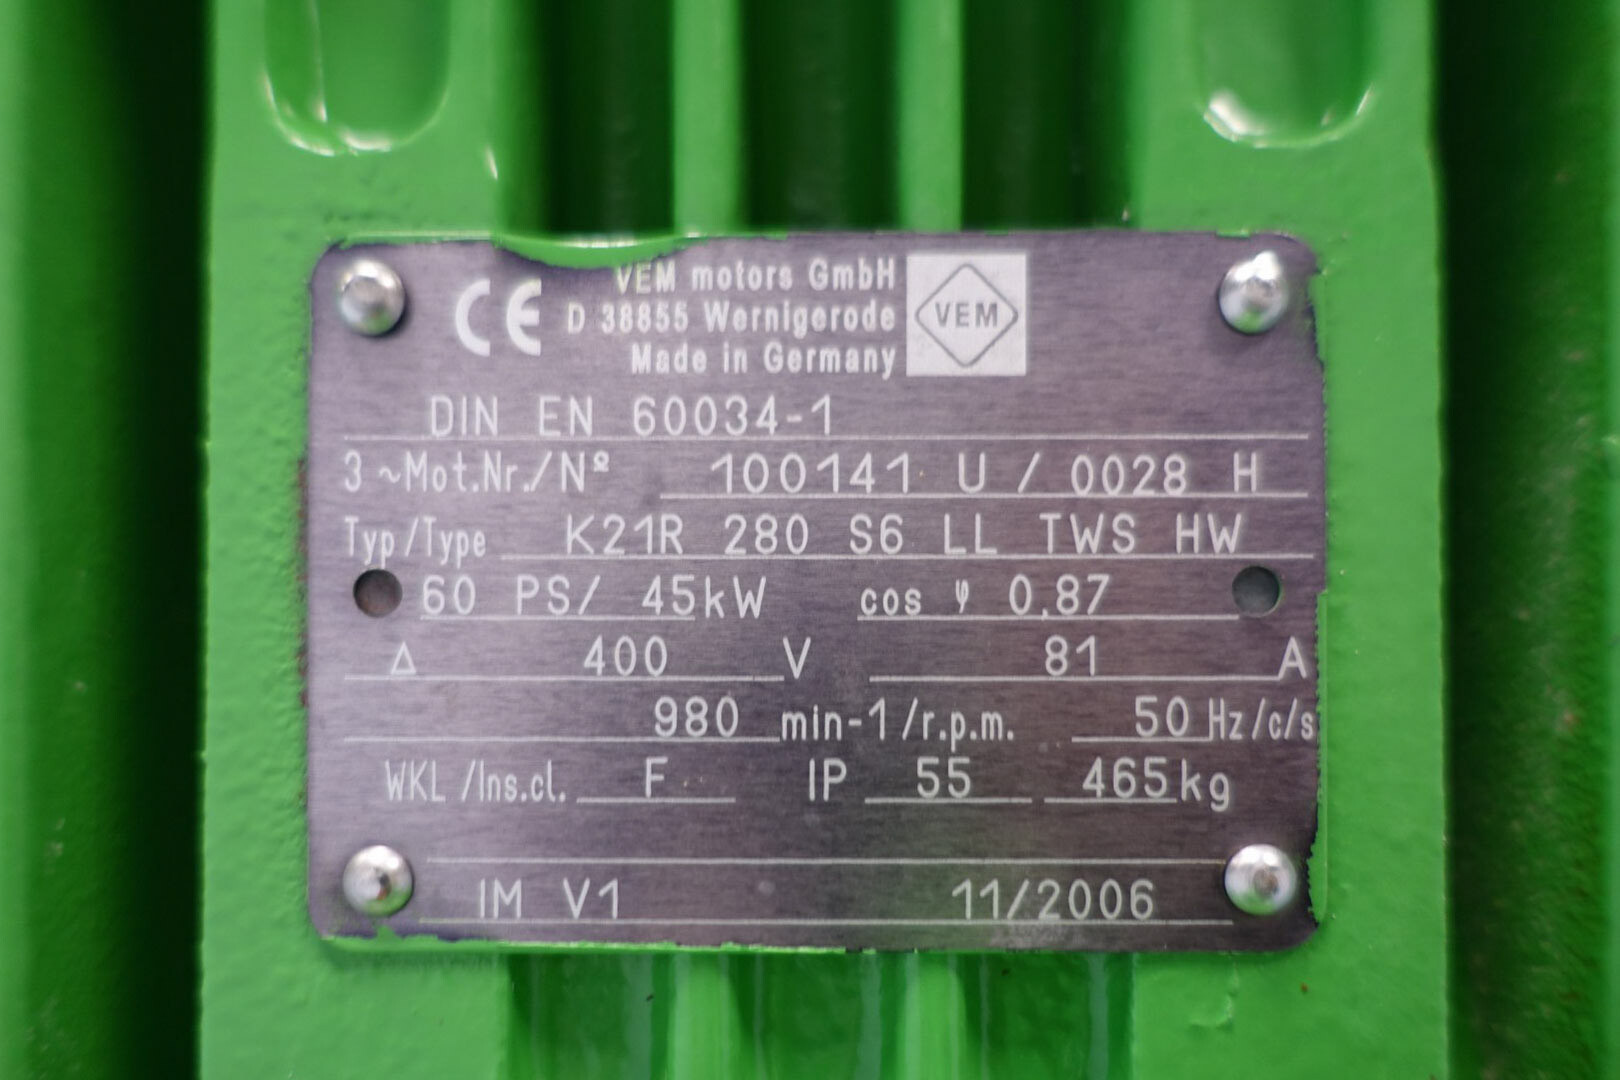 CE VEM motors GmbH
D 38855 Wernigerode
Made in Germany
VEM
DIN EN 60034-1
3 ~Mot.Nr./Nº 100141 U / 0028 H
Typ/Type K21R 280 S6 LL TWS HW
60 PS/ 45kW cos φ 0,87
Δ 400 V 81 A
980 min-1/r.p.m. 50 Hz/c/s
WKL /Ins.cl. F IP 55 465kg
IM V1 11/2006